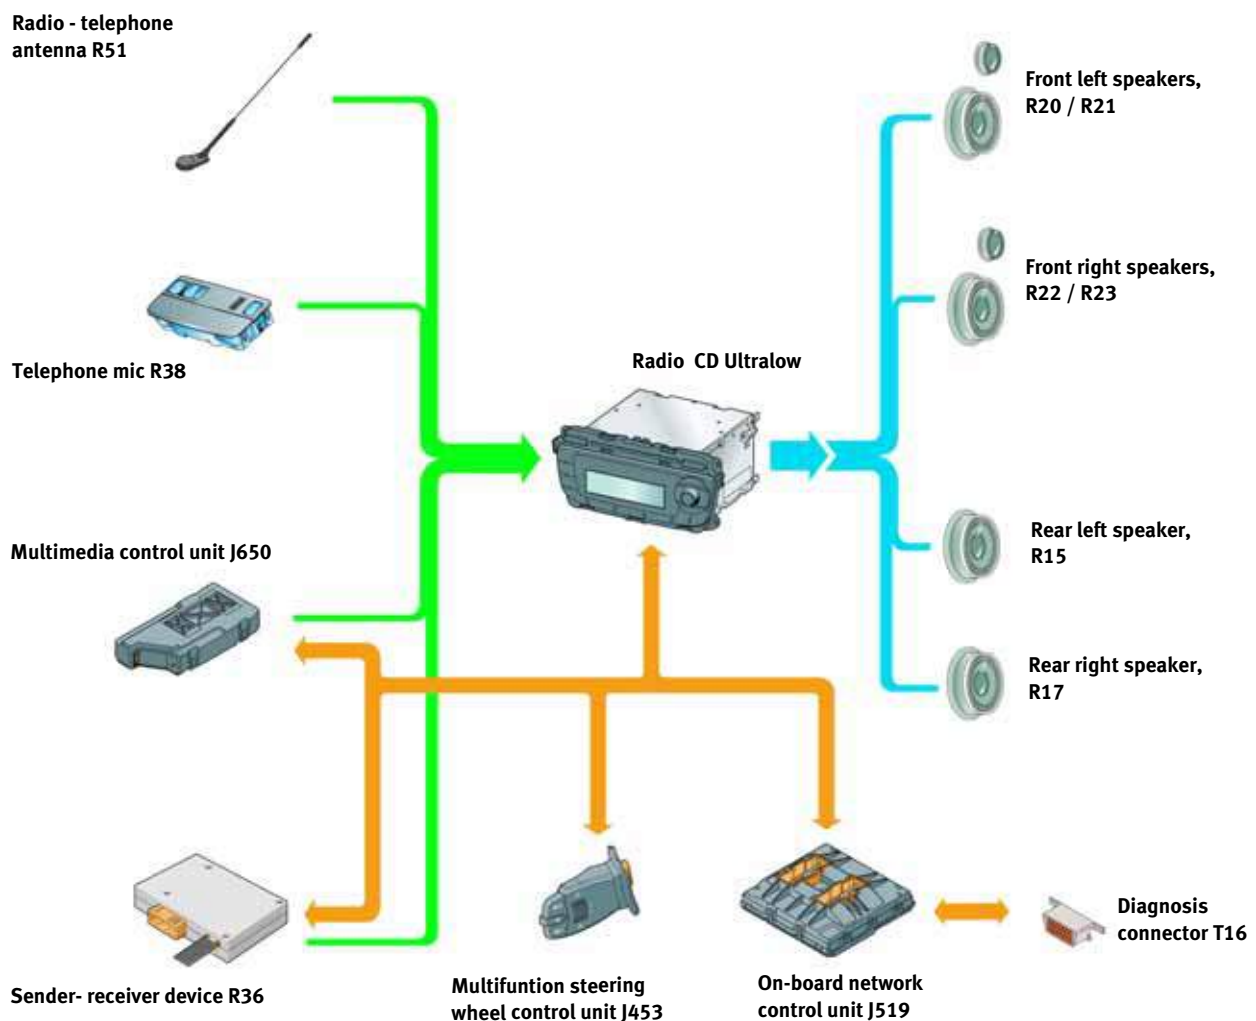 Radio - telephone
antenna R51
Front left speakers,
R20 / R21
Front right speakers,
R22 / R23
Telephone mic R38
Radio  CD Ultralow
Multimedia control unit J650
Rear left speaker,
R15
Rear right speaker,
R17
Diagnosis
connector T16
Sender- receiver device R36
Multifuntion steering
wheel control unit J453
On-board network
control unit J519